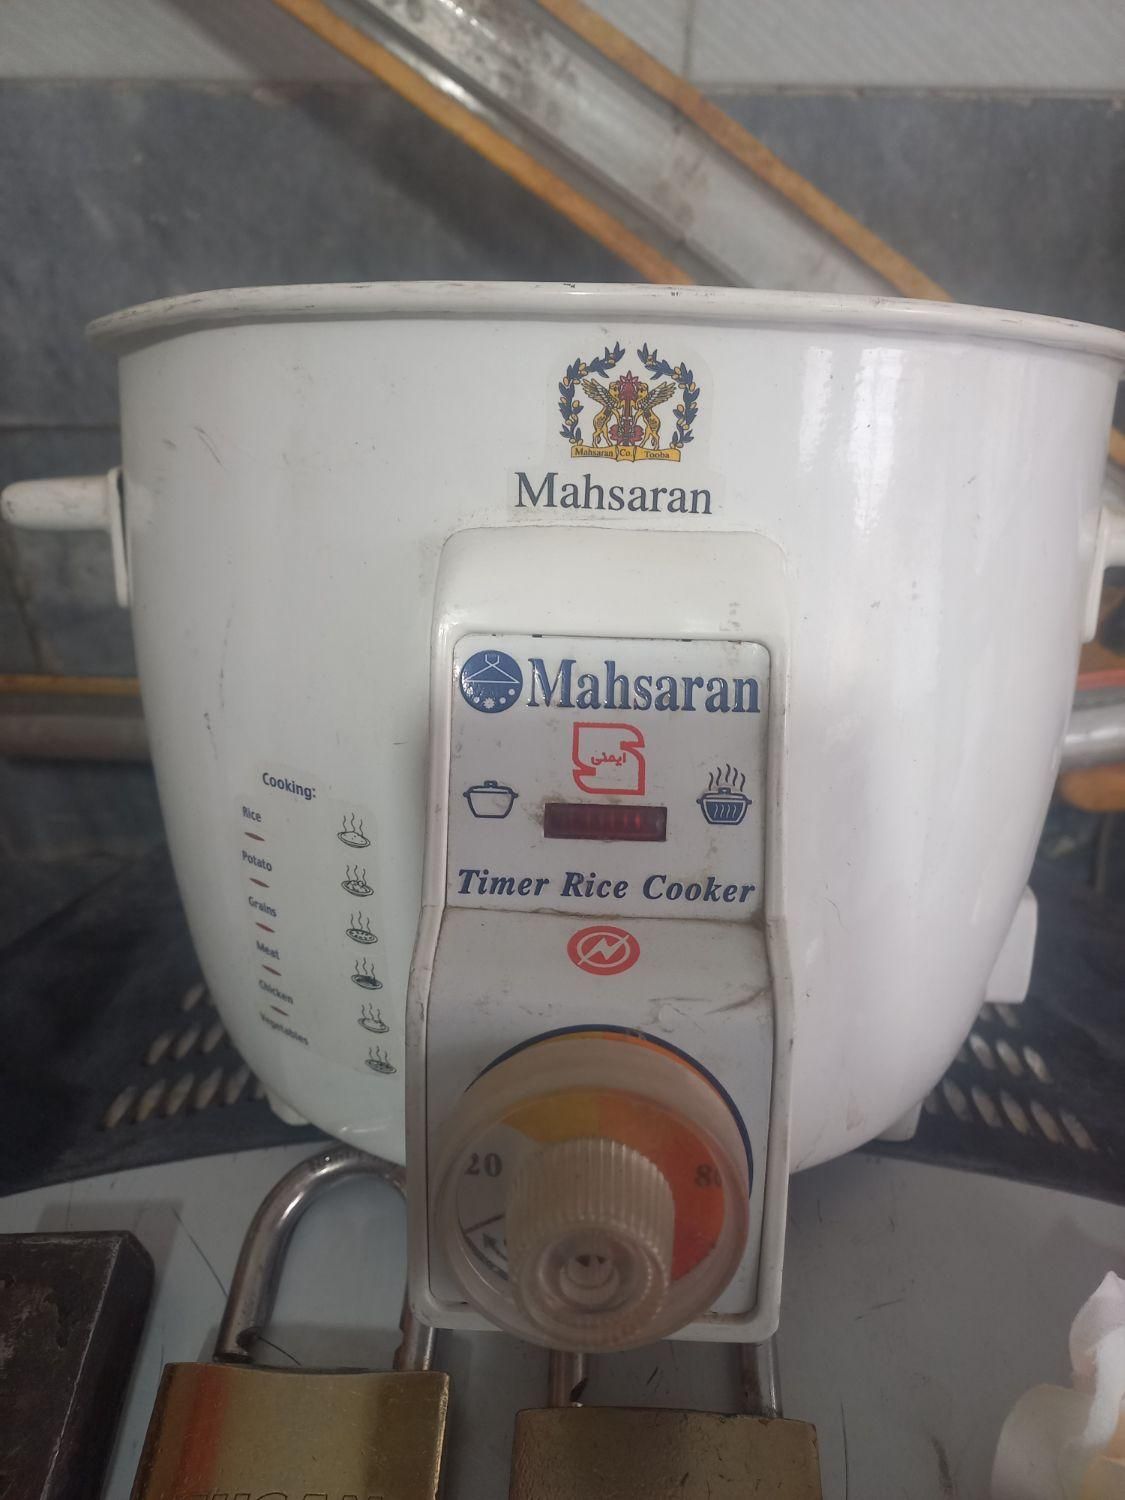 Mahsaran Co. Tooba
Mahsaran
Mahsaran
ایمنی
Timer Rice Cooker
Cooking:
Rice
Potato
Grains
Meat
Chicken
Vegetables
20